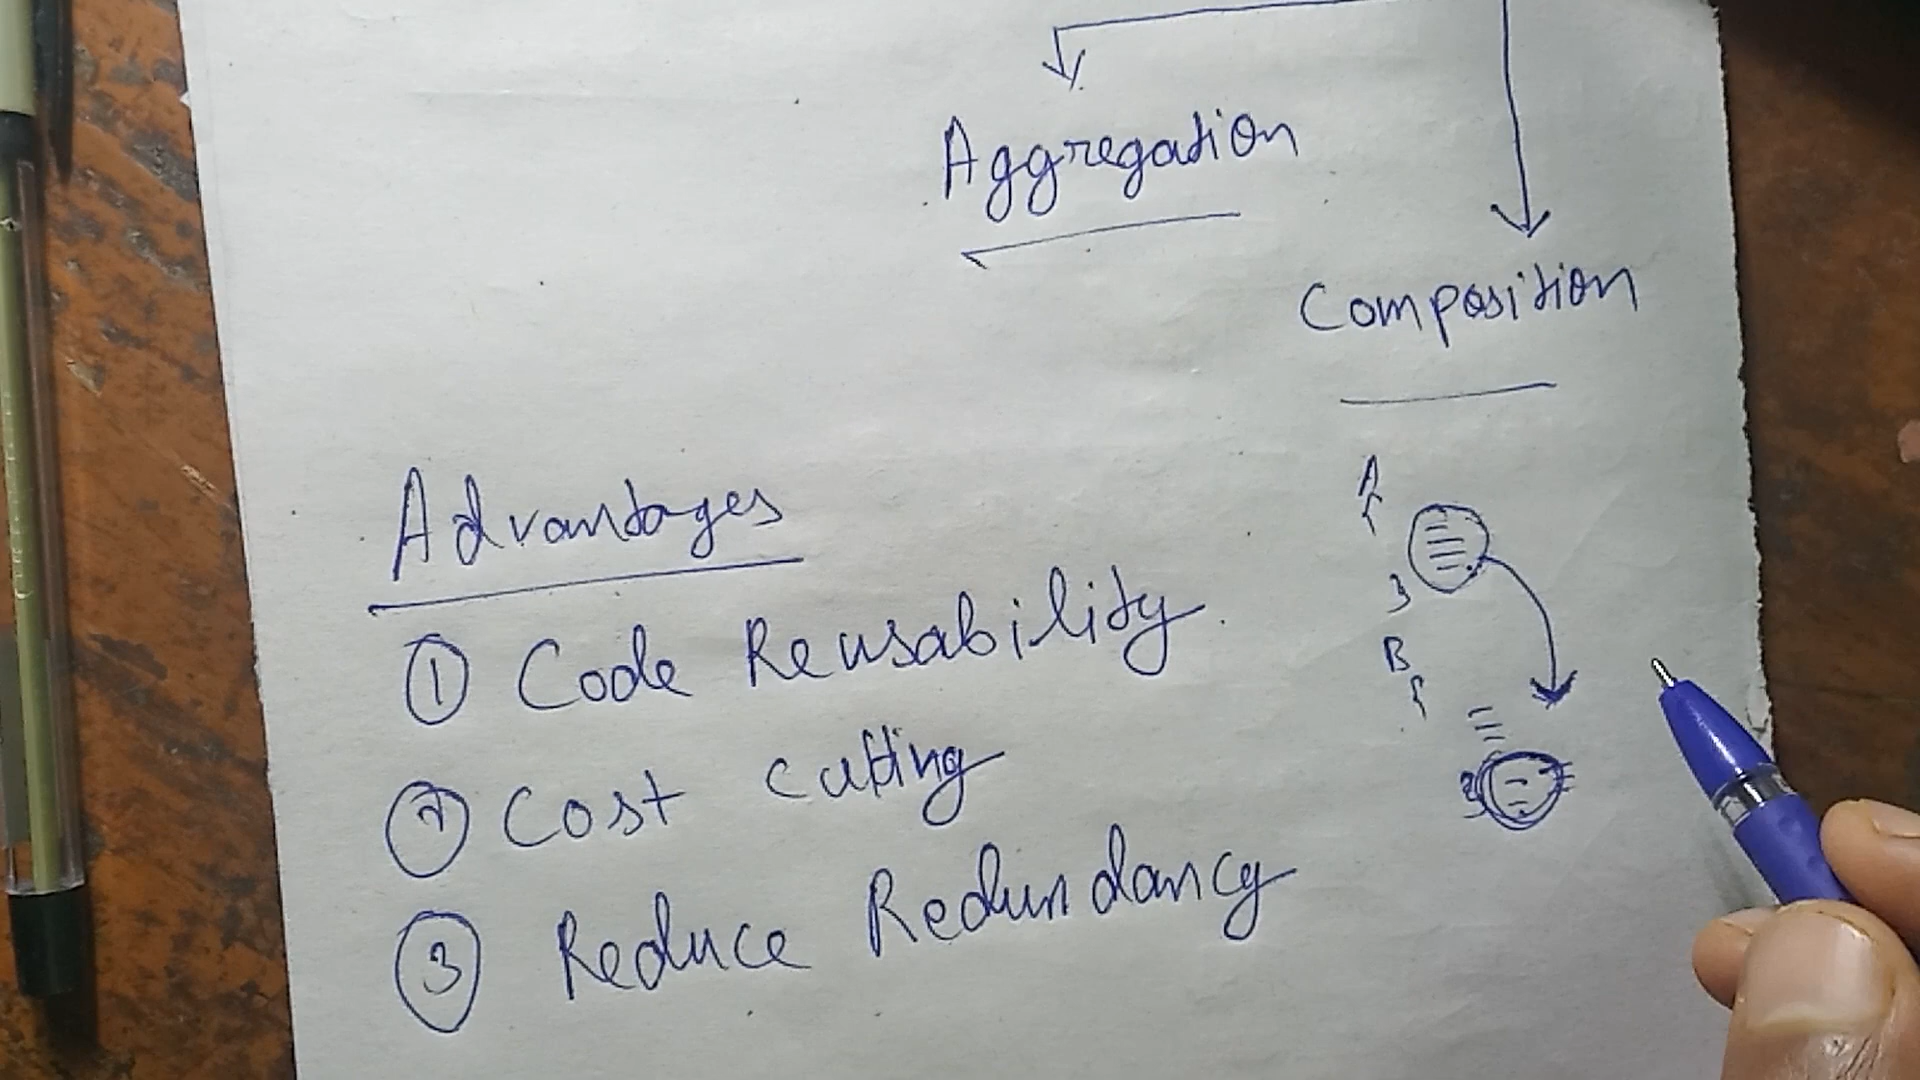 Aggregation
Composition
Advantages
① Code Reusability
② Cost cutting
③ Reduce Redundancy
A
{
}
B
{